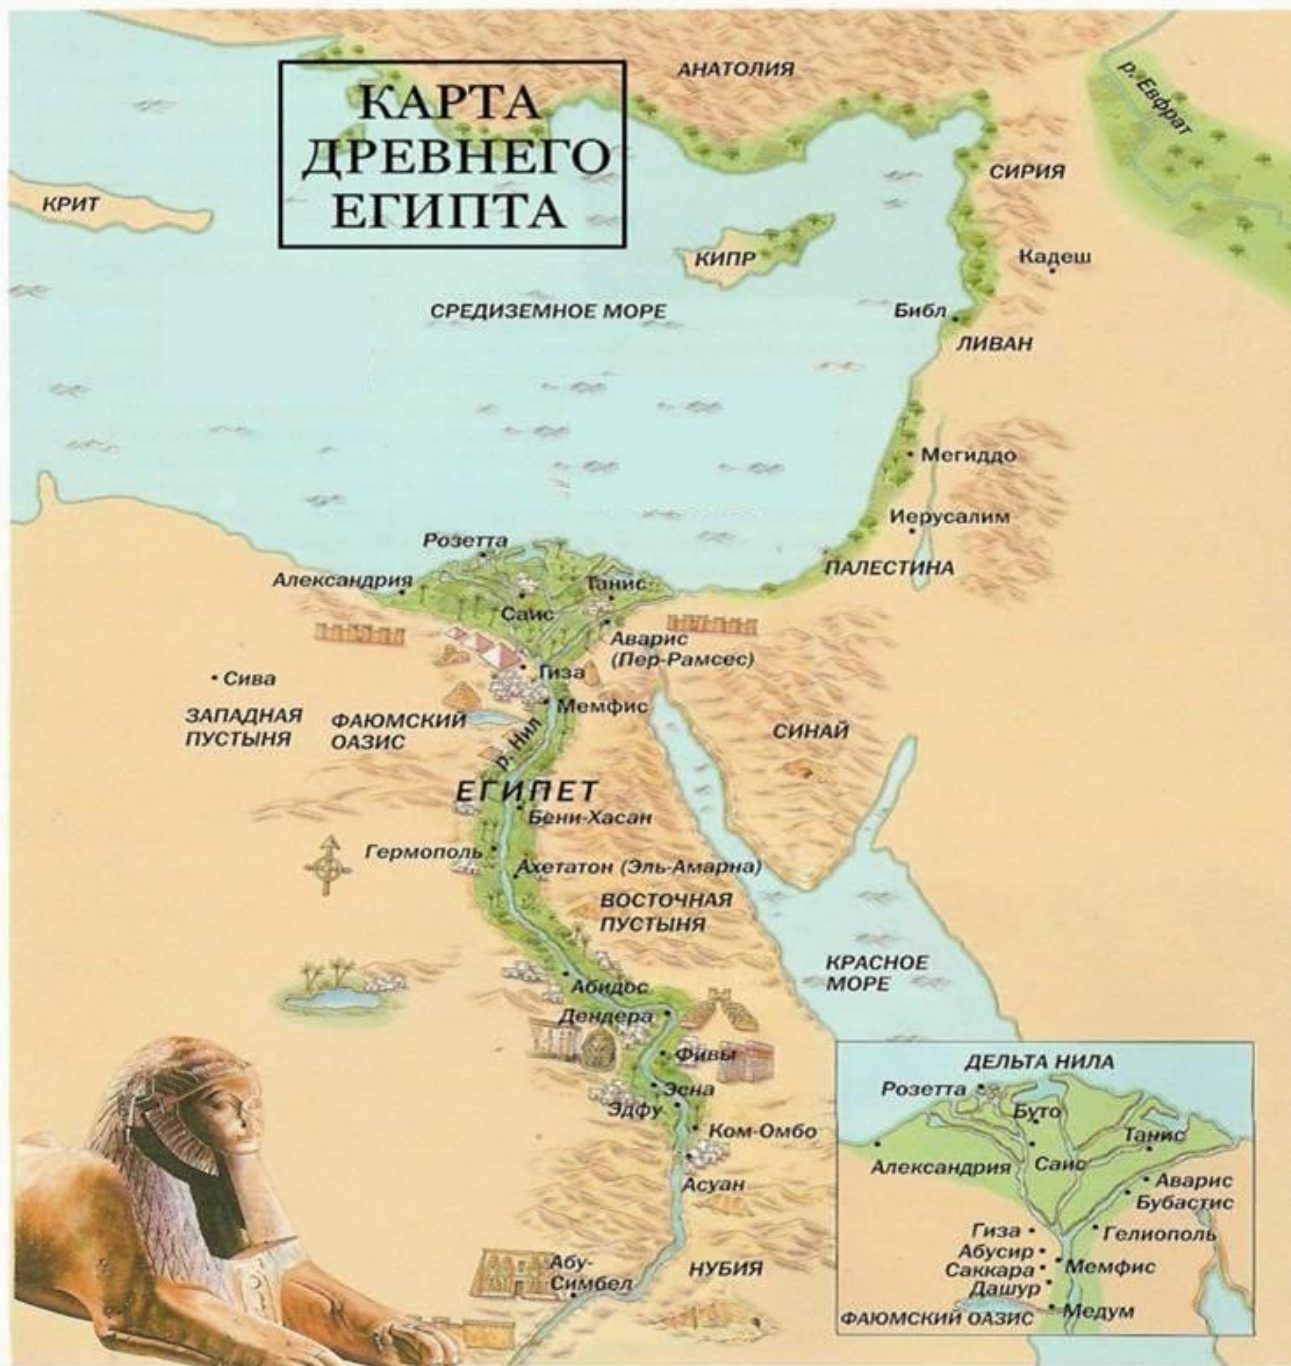 КАРТА
ДРЕВНЕГО
ЕГИПТА
АНАТОЛИЯ
р. Евфрат
СИРИЯ
КРИТ
КИПР
Кадеш
СРЕДИЗЕМНОЕ МОРЕ
Библ
ЛИВАН
Мегиддо
Иерусалим
ПАЛЕСТИНА
Розетта
Александрия
Танис
Саис
Аварис
(Пер-Рамсес)
Гиза
Сива
Мемфис
ЗАПАДНАЯ
ПУСТЫНЯ
ФАЮМСКИЙ
ОАЗИС
р. Нил
СИНАЙ
ЕГИПЕТ
Бени-Хасан
Гермополь
Ахетатон (Эль-Амарна)
ВОСТОЧНАЯ
ПУСТЫНЯ
КРАСНОЕ
МОРЕ
Абидос
Дендера
Фивы
Эсна
Эдфу
Ком-Омбо
Асуан
Абу-
Симбел
НУБИЯ
ДЕЛЬТА НИЛА
Розетта
Буто
Танис
Александрия
Саис
Аварис
Бубастис
Гиза
Гелиополь
Абусир
Саккара
Мемфис
Дашур
ФАЮМСКИЙ ОАЗИС
Медум